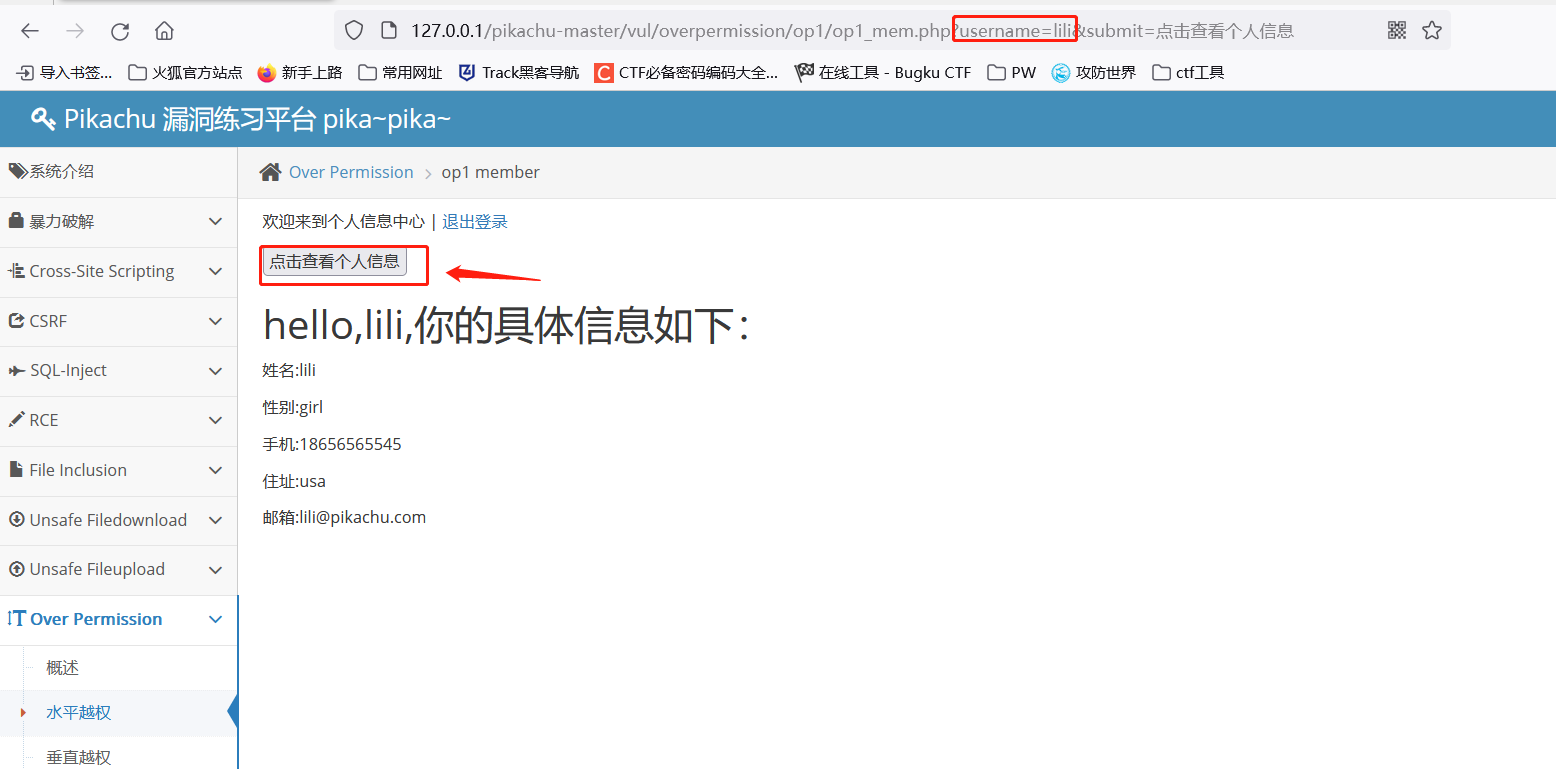 127.0.0.1/pikachu-master/vul/overpermission/op1/op1_mem.php?username=lili&submit=点击查看个人信息
导入书签... 火狐官方站点 新手上路 常用网址 Track黑客导航 CTF必备密码编码大全... 在线工具 - Bugku CTF PW 攻防世界 ctf工具
Pikachu 漏洞练习平台 pika~pika~
系统介绍
暴力破解
Cross-Site Scripting
CSRF
SQL-Inject
RCE
File Inclusion
Unsafe Filedownload
Unsafe Fileupload
Over Permission
概述
水平越权
垂直越权
Over Permission op1 member
欢迎来到个人信息中心 | 退出登录
点击查看个人信息
hello,lili,你的具体信息如下：
姓名:lili
性别:girl
手机:18656565545
住址:usa
邮箱:lili@pikachu.com